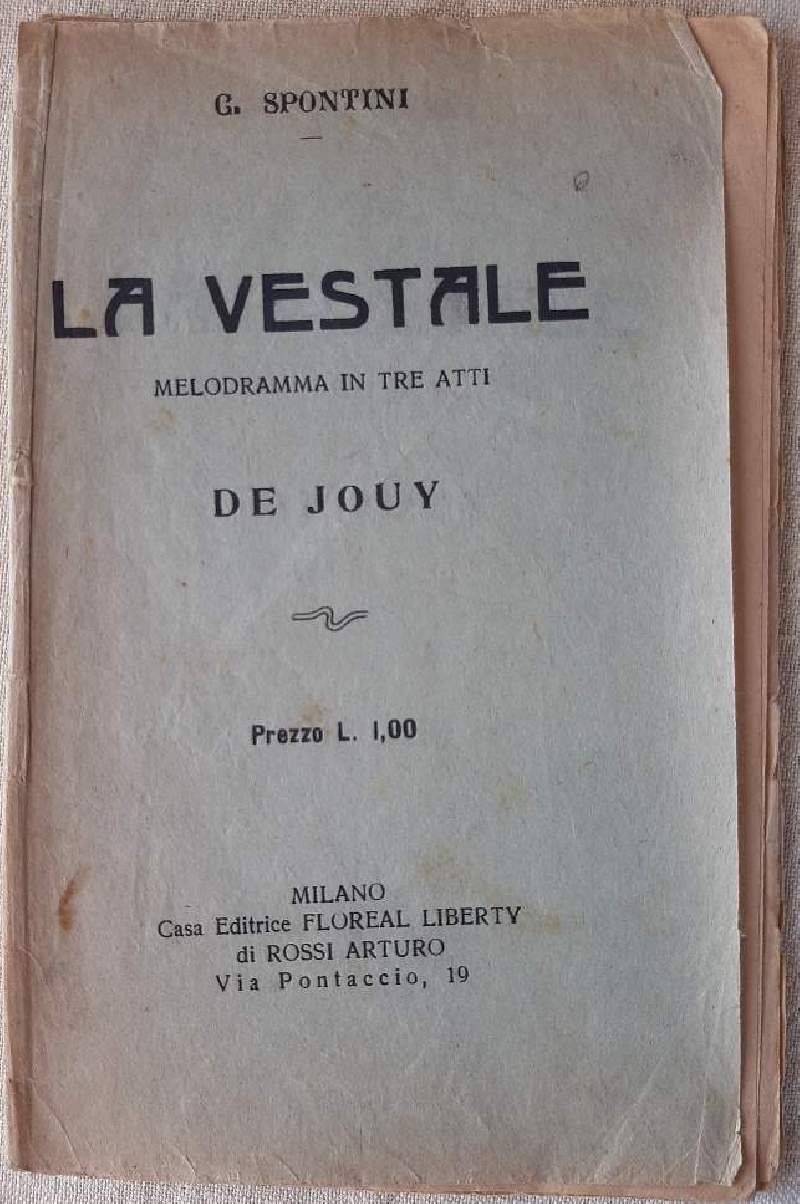 G. SPONTINI
LA VESTALE
MELODRAMMA IN TRE ATTI
DE JOUY
Prezzo L. 1,00
MILANO
Casa Editrice FLOREAL LIBERTY
di ROSSI ARTURO
Via Pontaccio, 19